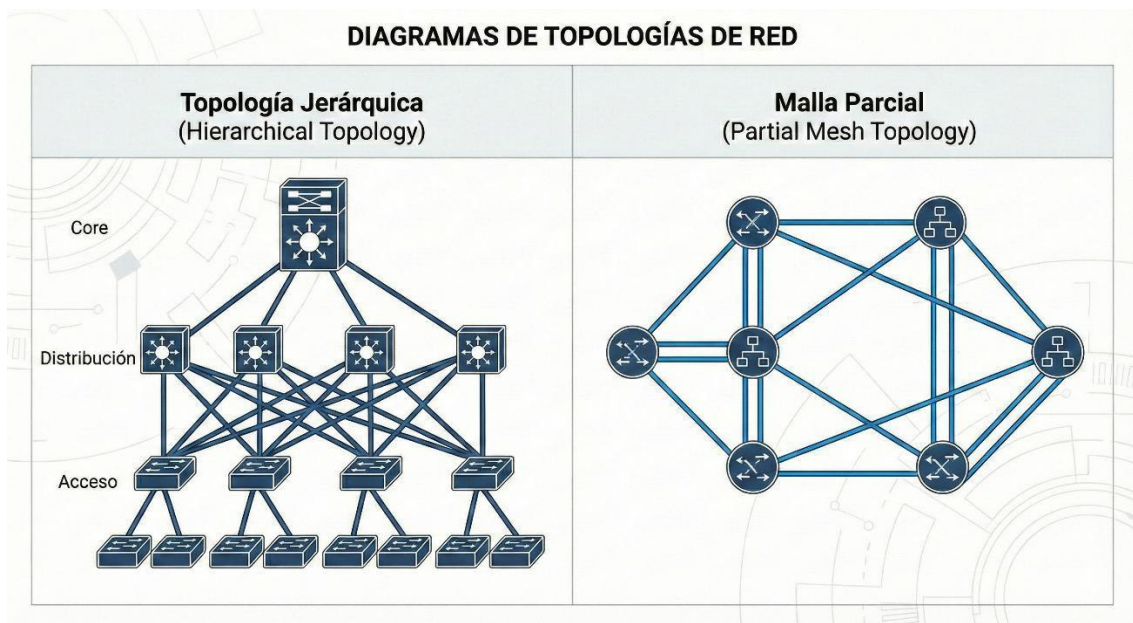 DIAGRAMAS DE TOPOLOGÍAS DE RED
Topología Jerárquica
(Hierarchical Topology)
Malla Parcial
(Partial Mesh Topology)
Core
Distribución
Acceso